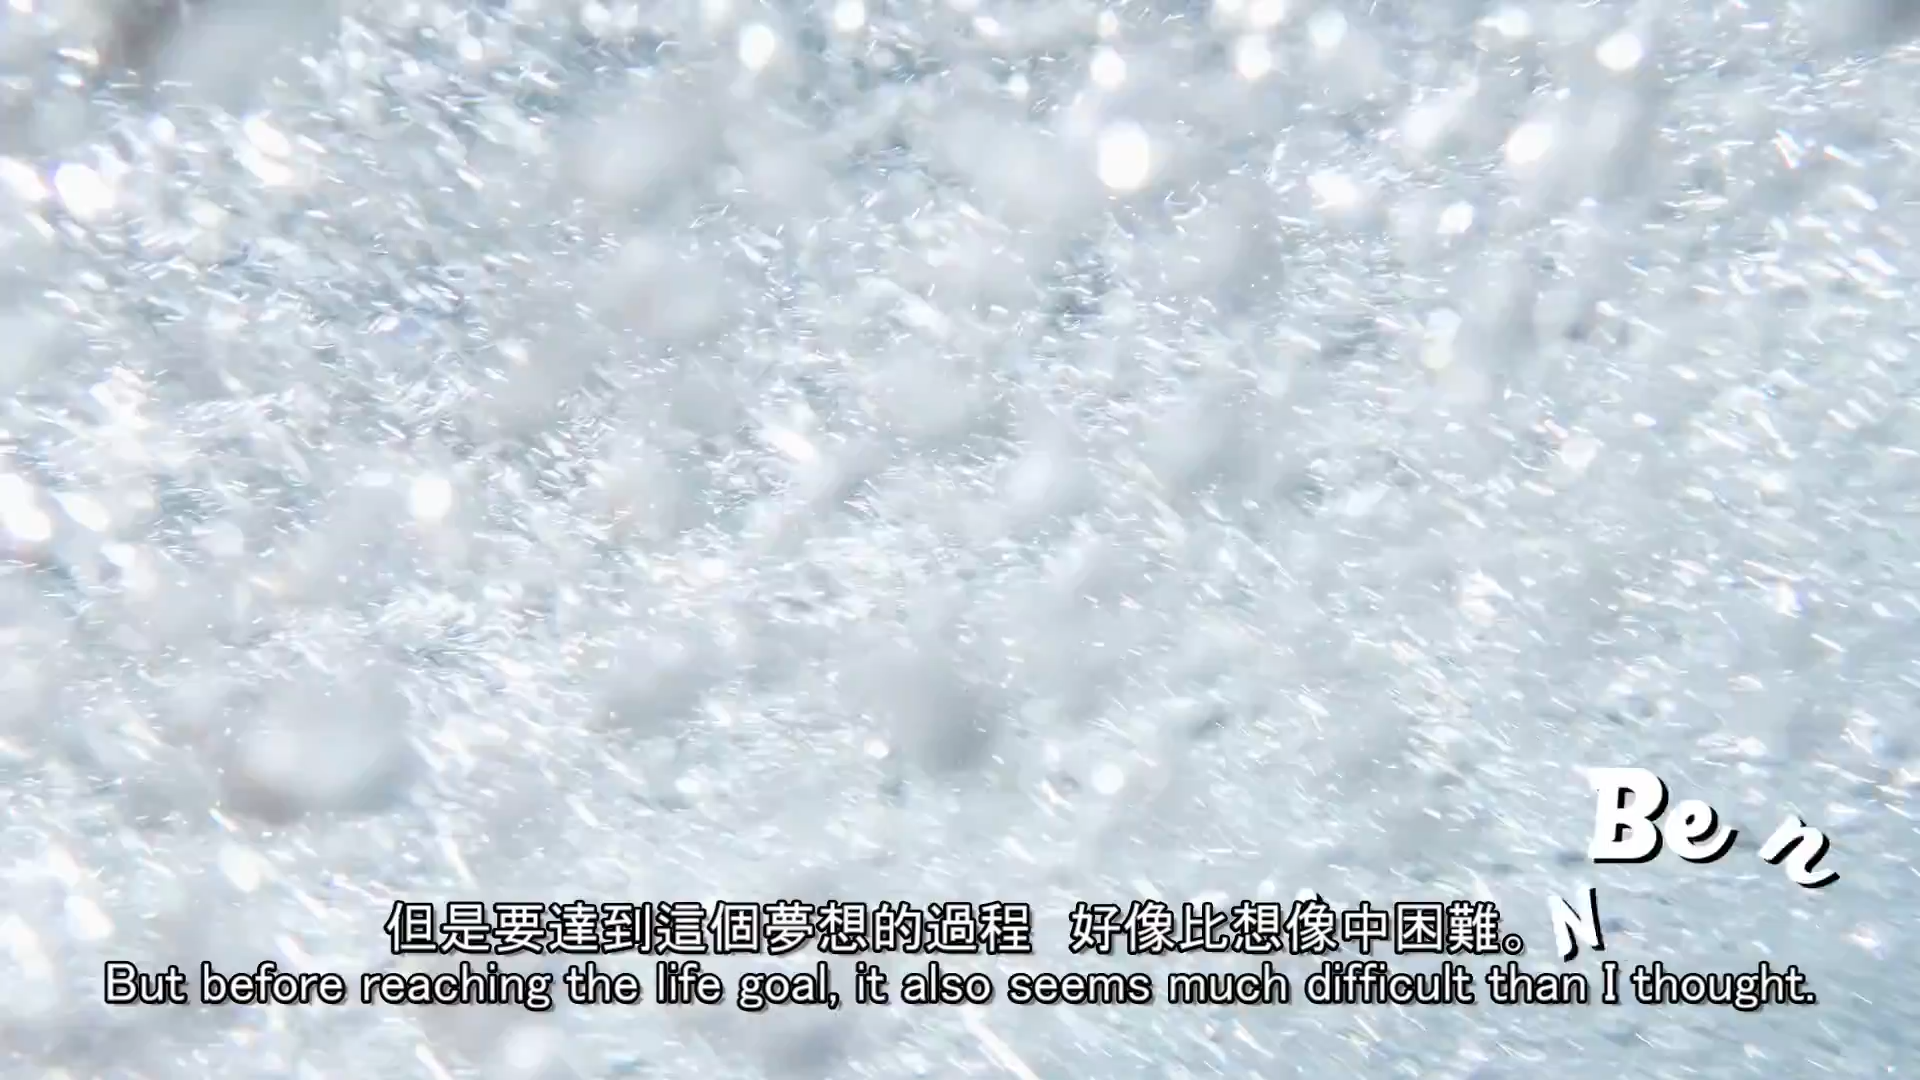 Be n
N
但是要達到這個夢想的過程 好像比想像中困難。
But before reaching the life goal, it also seems much difficult than I thought.